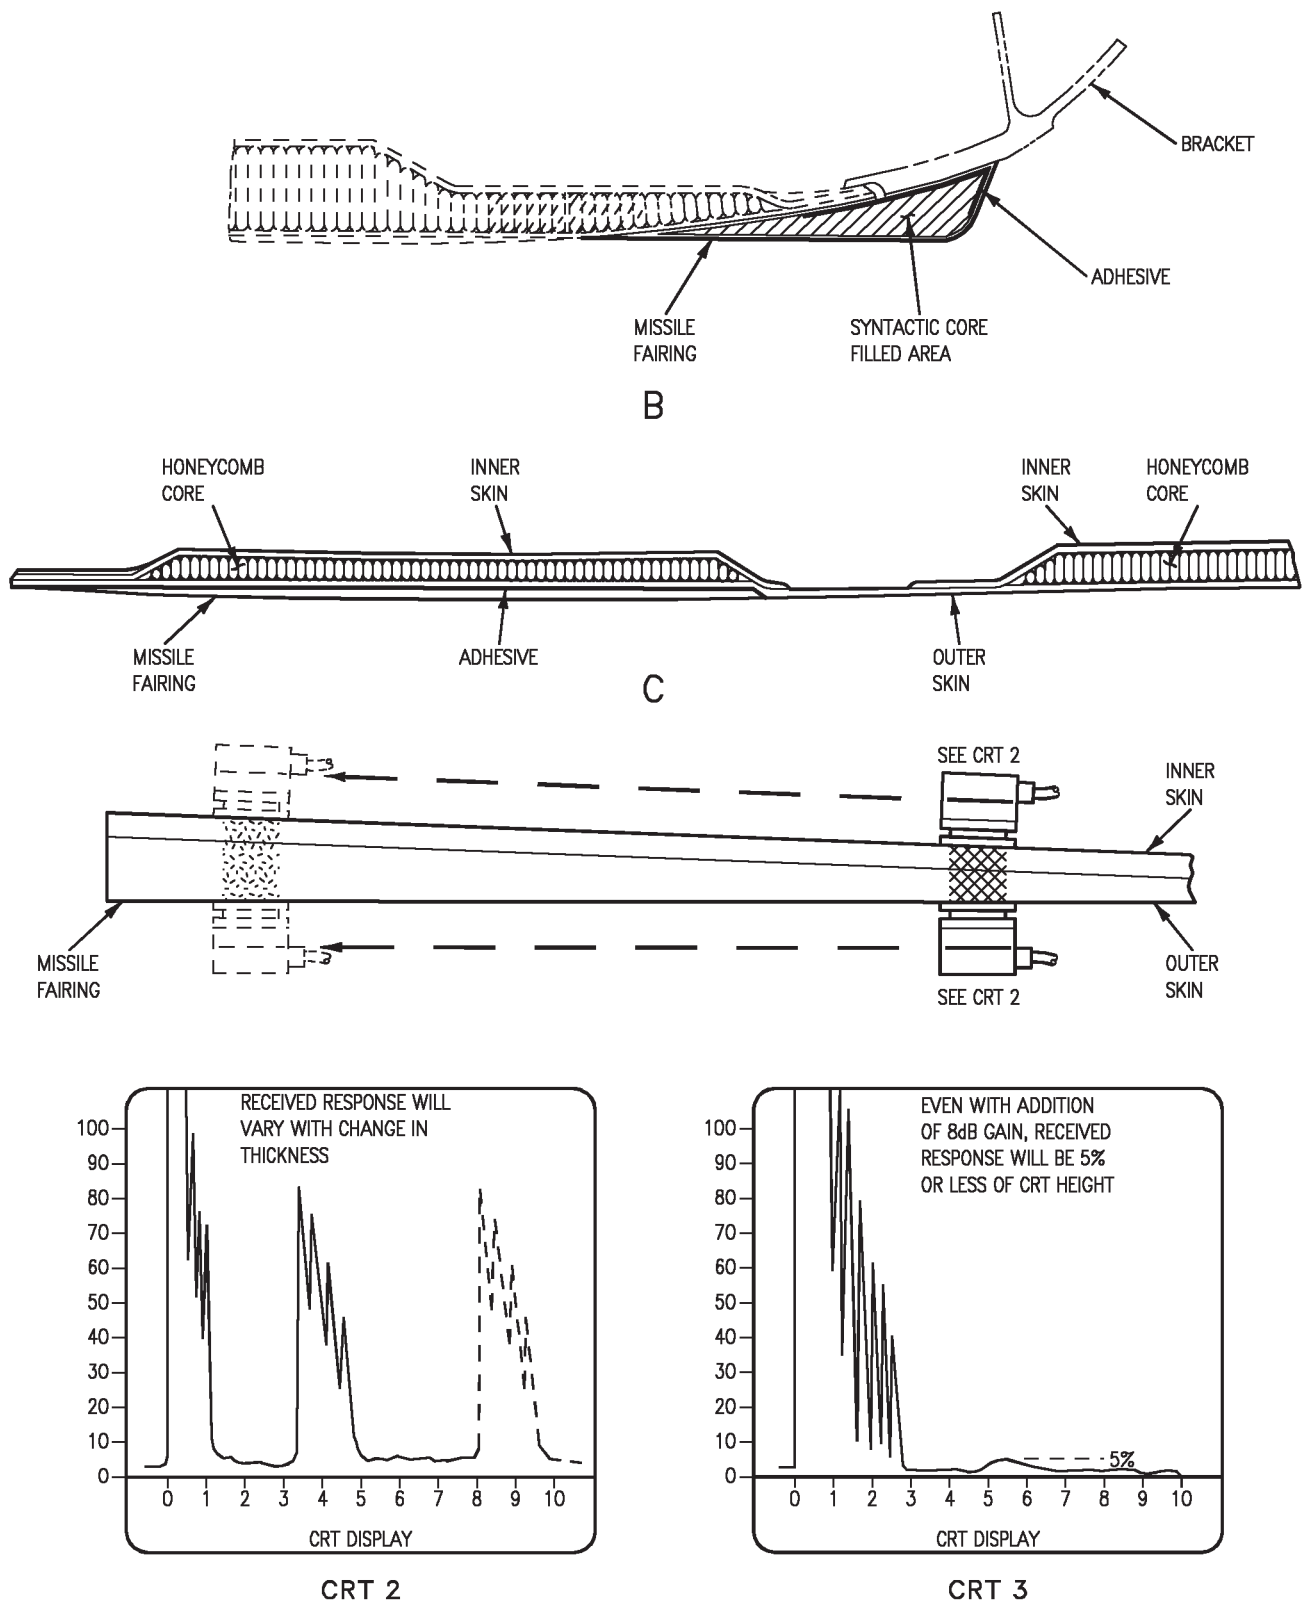 BRACKET
ADHESIVE
MISSILE
FAIRING
SYNTACTIC CORE
FILLED AREA
B
HONEYCOMB
CORE
INNER
SKIN
INNER
SKIN
HONEYCOMB
CORE
MISSILE
FAIRING
ADHESIVE
OUTER
SKIN
C
SEE CRT 2
INNER
SKIN
MISSILE
FAIRING
OUTER
SKIN
SEE CRT 2
RECEIVED RESPONSE WILL
VARY WITH CHANGE IN
THICKNESS
100
90
80
70
60
50
40
30
20
10
0
0 1 2 3 4 5 6 7 8 9 10
CRT DISPLAY
CRT 2
EVEN WITH ADDITION
OF 8dB GAIN, RECEIVED
RESPONSE WILL BE 5%
OR LESS OF CRT HEIGHT
100
90
80
70
60
50
40
30
20
10
0
5%
0 1 2 3 4 5 6 7 8 9 10
CRT DISPLAY
CRT 3